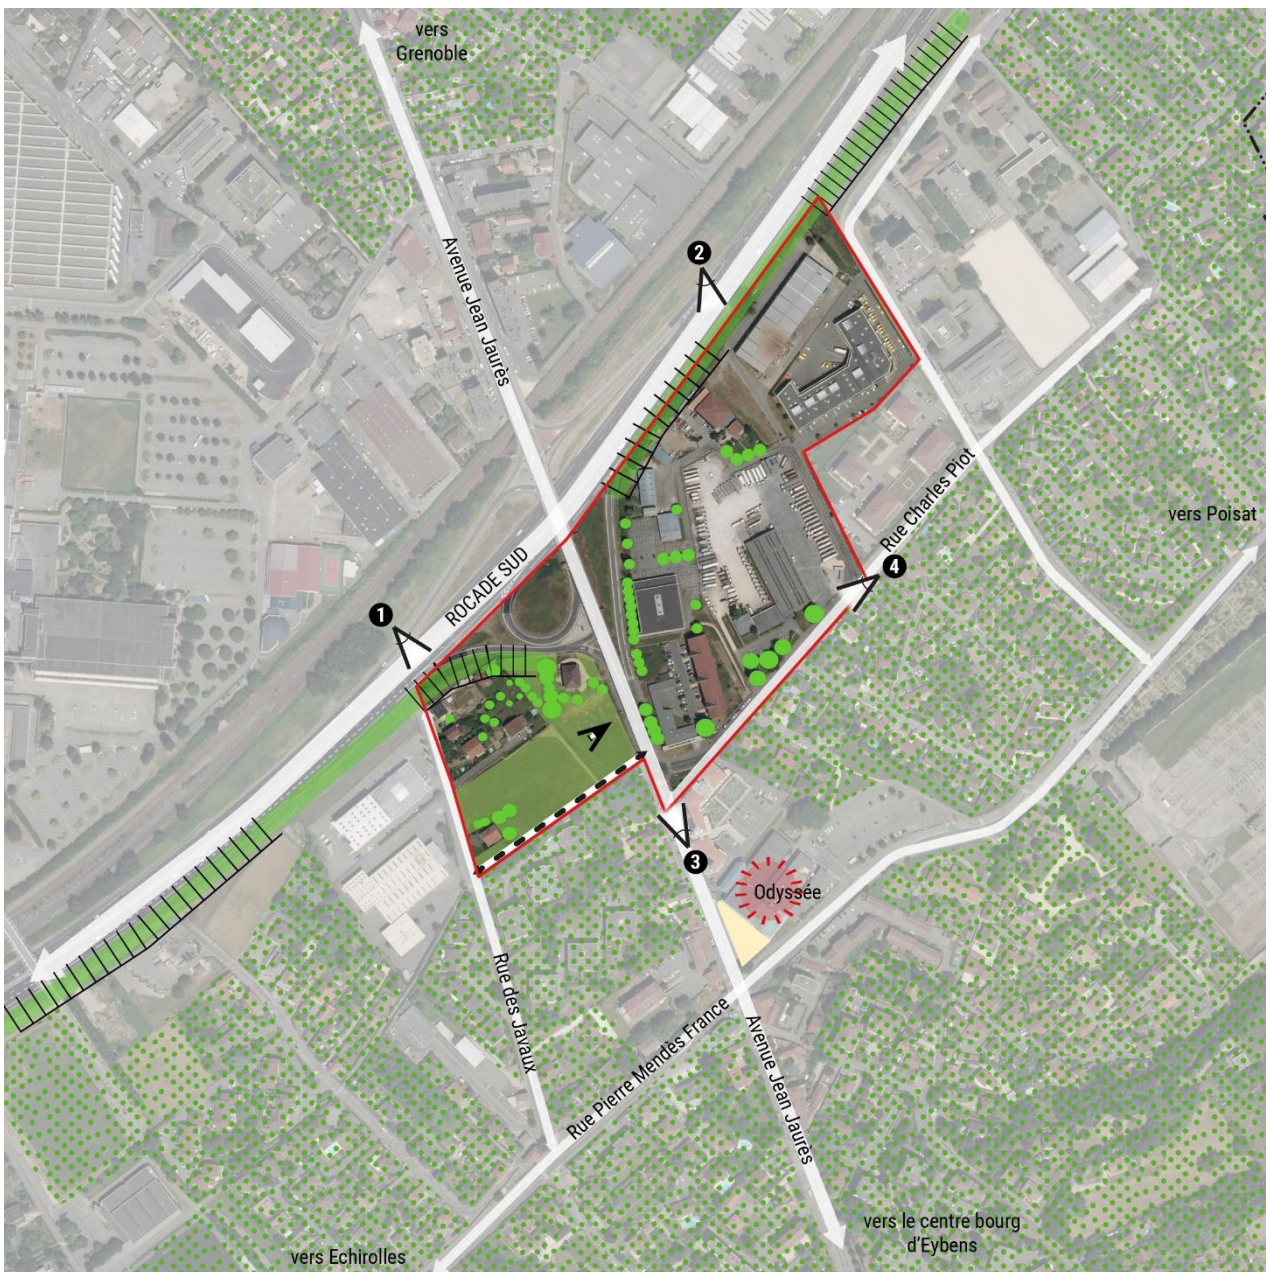 vers
Grenoble
Avenue Jean Jaurès
2
Rue Charles Piot
vers Poisat
ROCADE SUD
4
1
3
Odyssée
Rue des Javaux
Rue Pierre Mendès France
Avenue Jean Jaurès
vers le centre bourg
d'Eybens
vers Echirolles